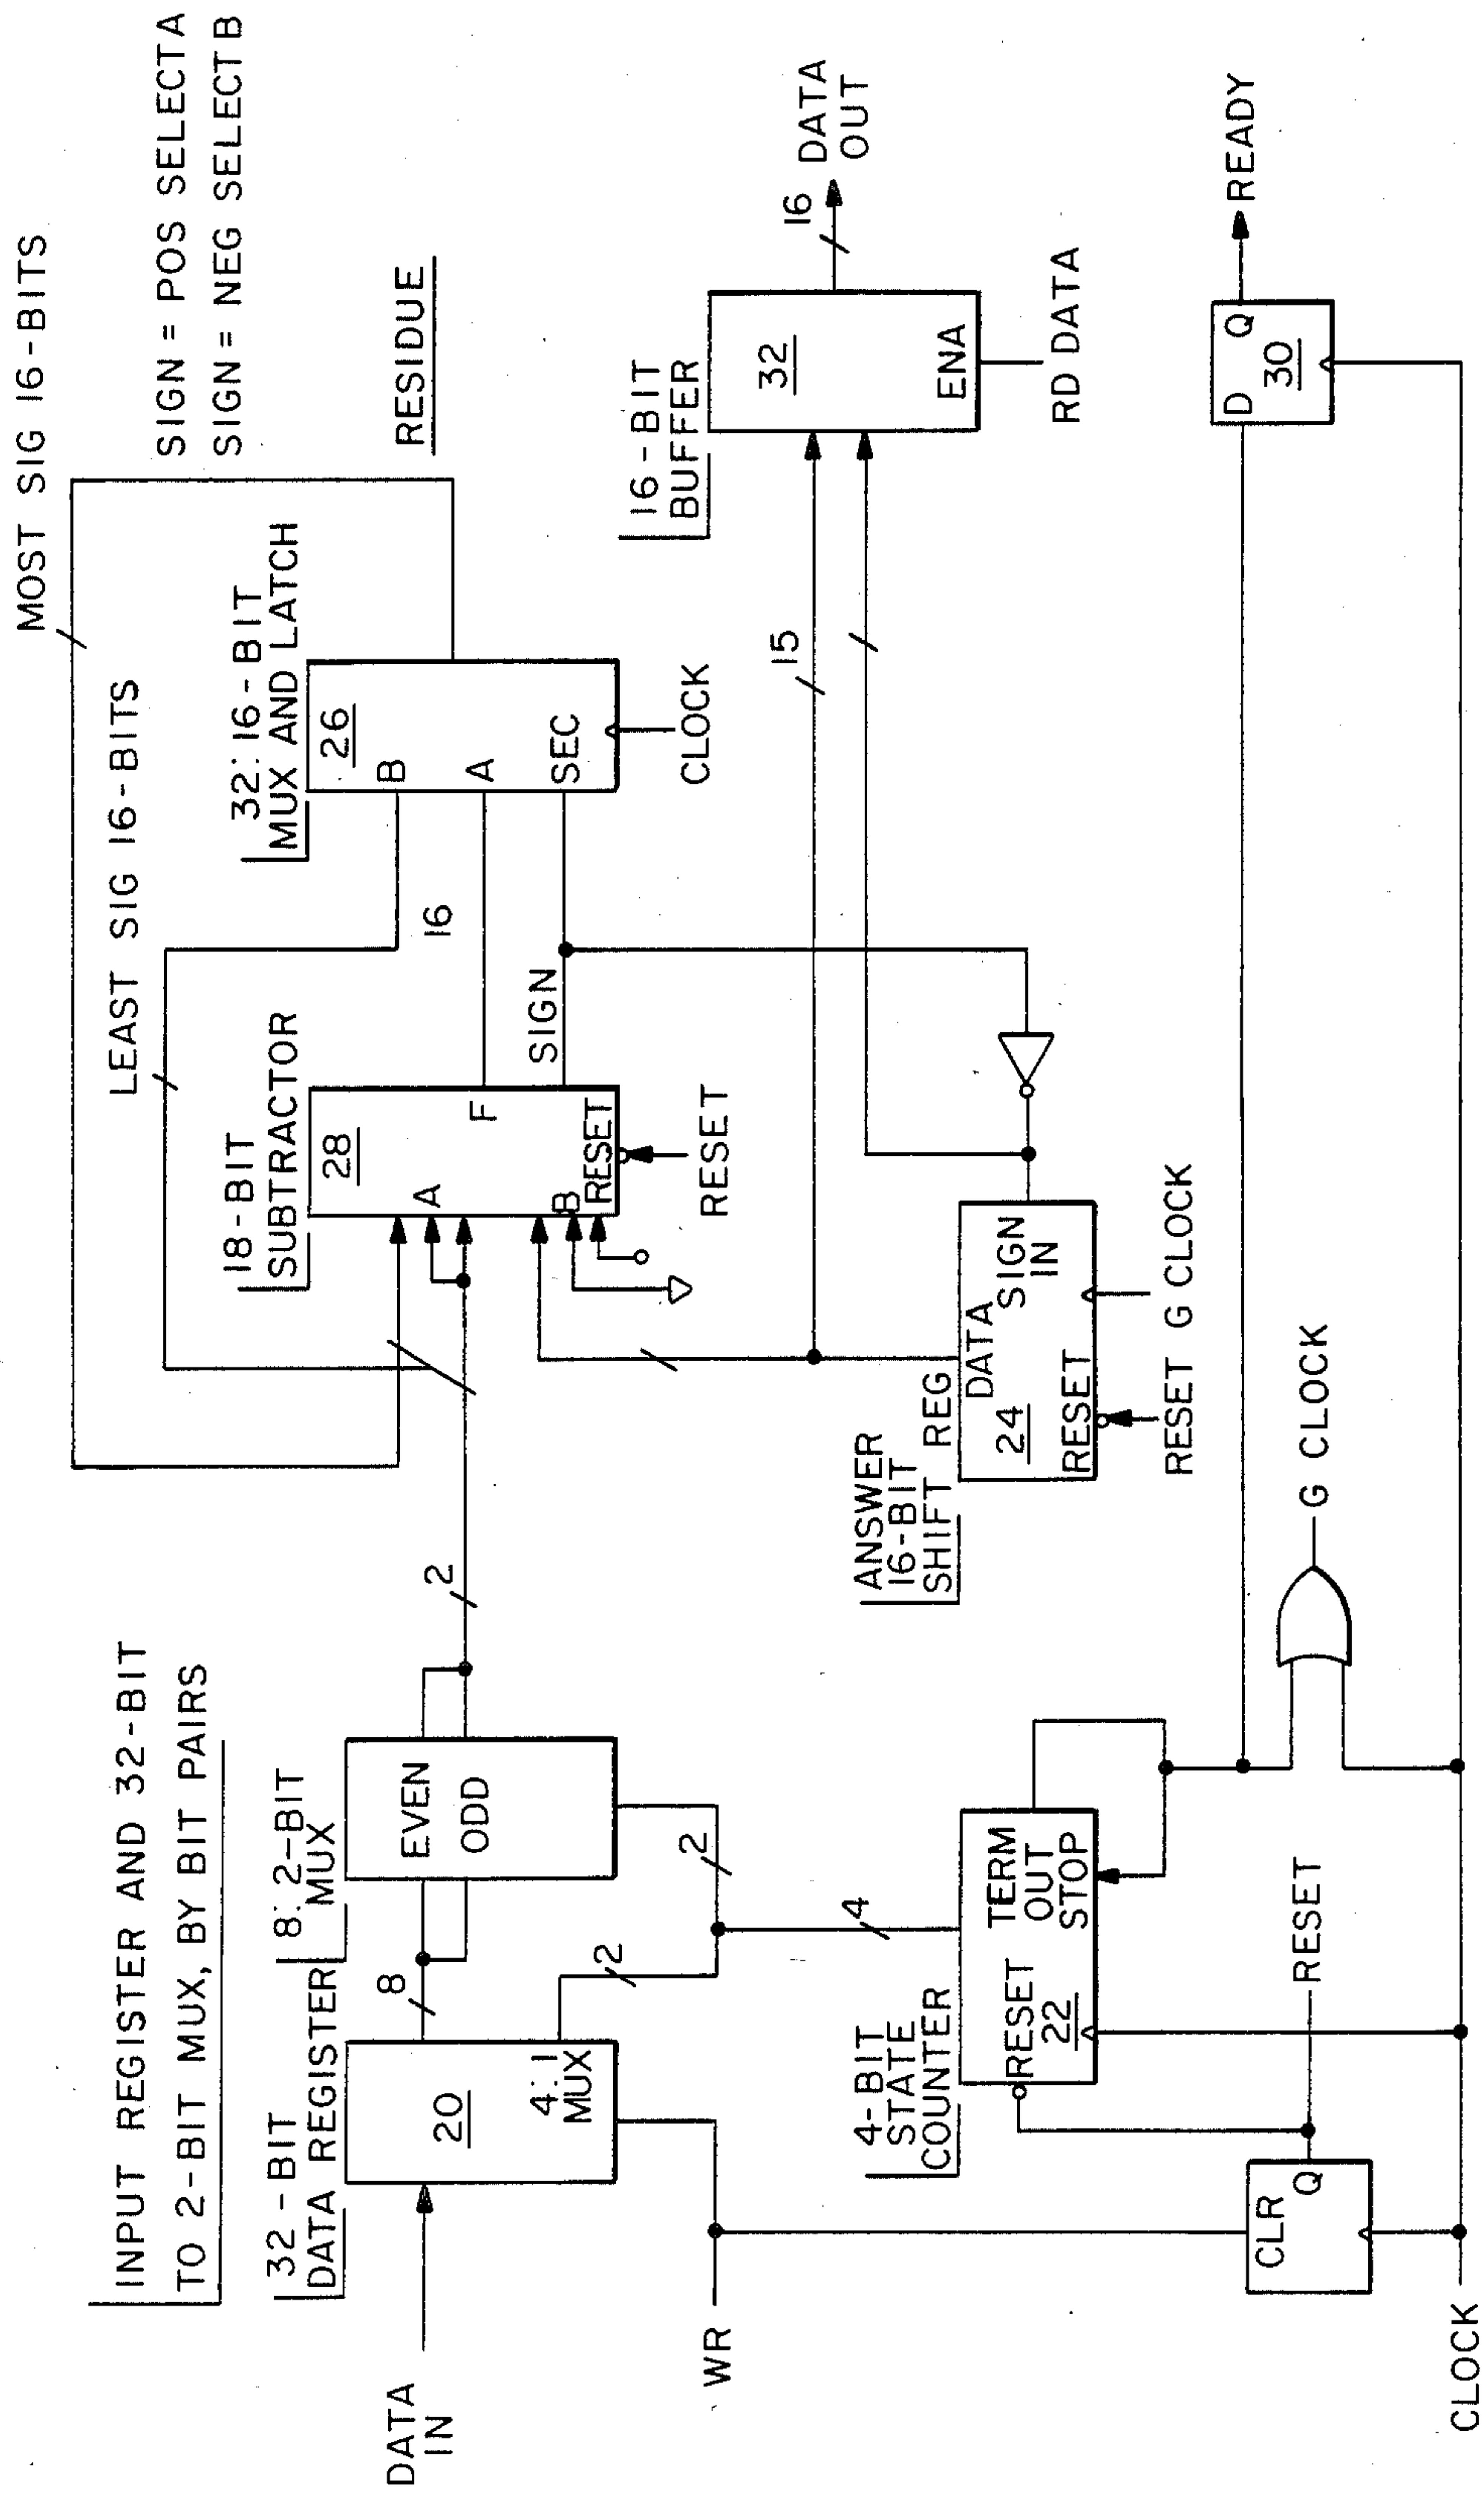 MOST SIG 16-BITS
SIGN = POS SELECT A
SIGN = NEG SELECT B
LEAST SIG 16-BITS
RESIDUE
INPUT REGISTER AND 32-BIT
TO 2-BIT MUX, BY BIT PAIRS
32-BIT
DATA REGISTER
20
4:1
MUX
DATA
IN
WR
8
8:2-BIT
MUX
EVEN
ODD
2
2
2
4
18-BIT
SUBTRACTOR
28
A
F
B
RESET
RESET
SIGN
16
32:16-BIT
MUX AND LATCH
26
B
A
SEC
CLOCK
16-BIT
BUFFER
32
ENA
RD DATA
16
DATA
OUT
15
ANSWER
16-BIT
SHIFT REG
DATA
SIGN
IN
24
RESET
RESET G CLOCK
4-BIT
STATE
COUNTER
TERM
OUT
STOP
RESET
22
G CLOCK
RESET
CLR
Q
CLOCK
D Q
30
READY